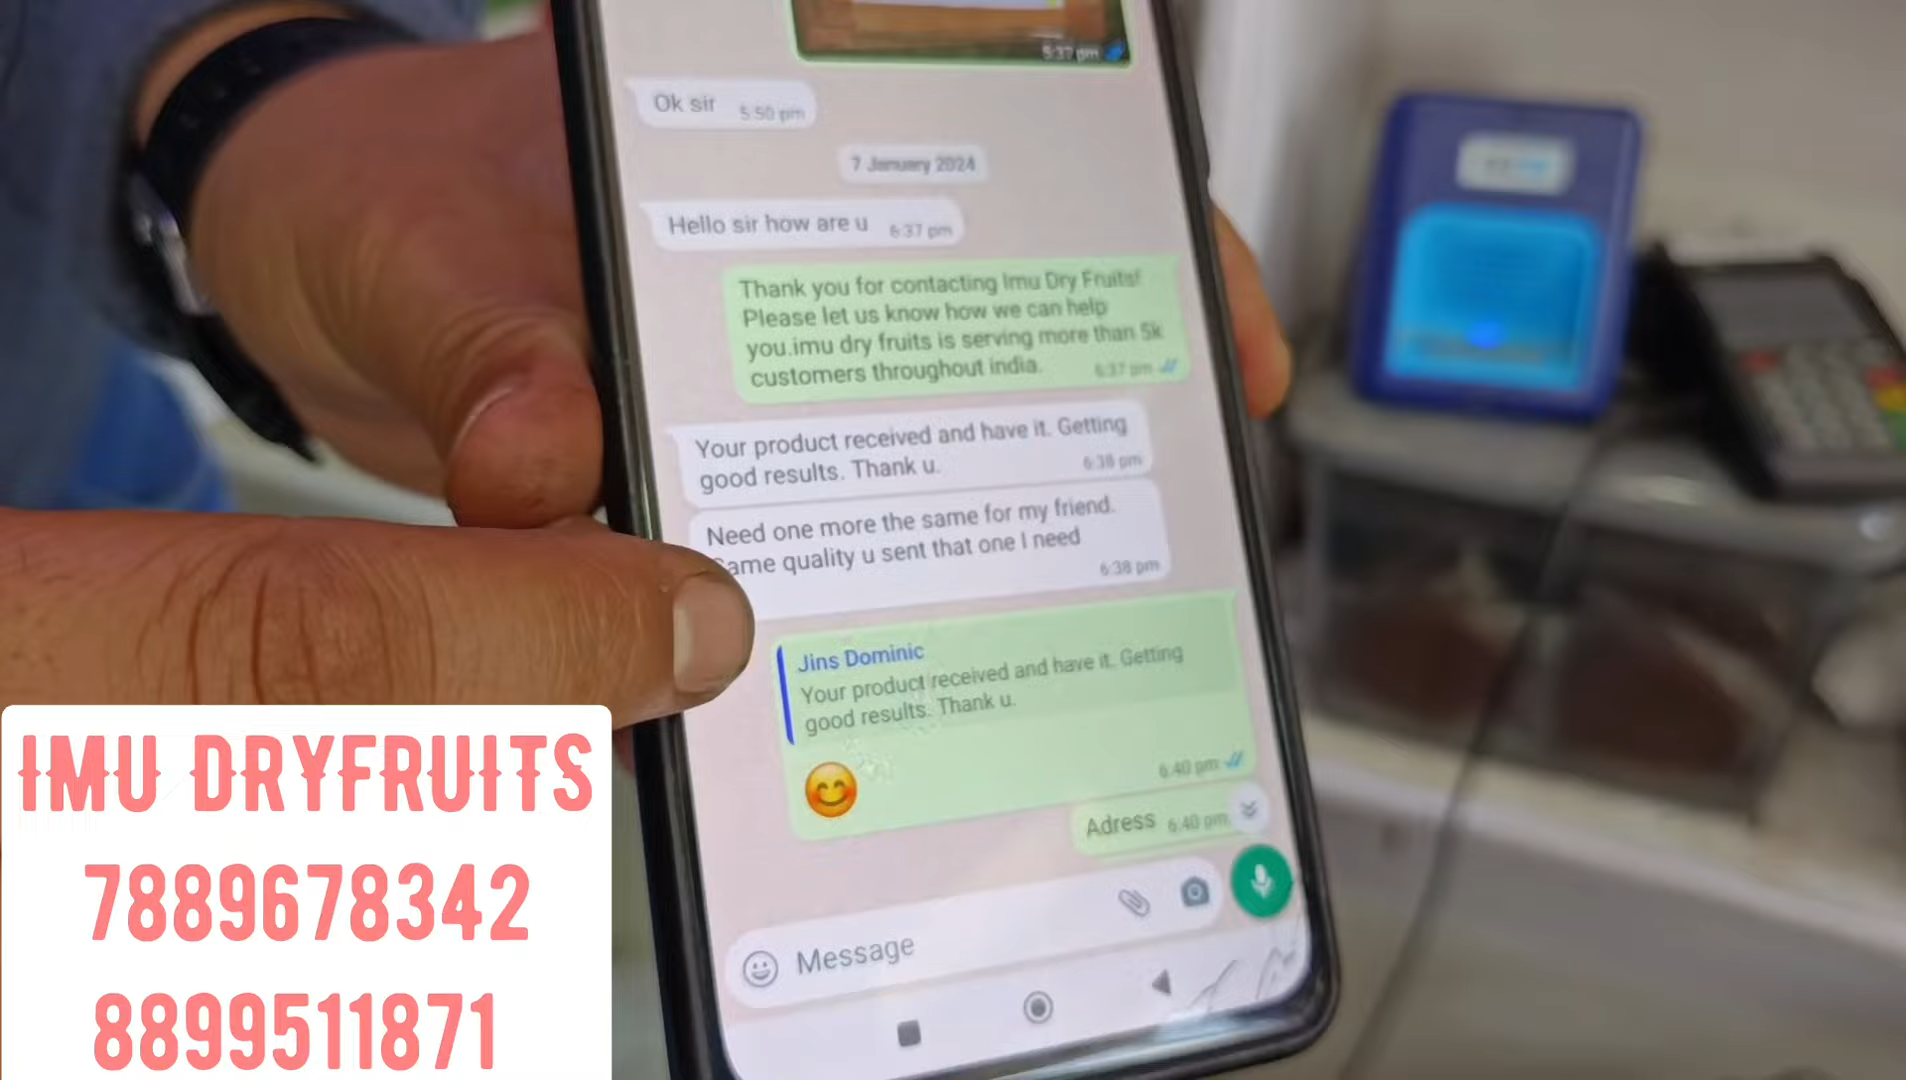 5:37 pm
Ok sir 5:50 pm
7 January 2024
Hello sir how are u 6:37 pm
Thank you for contacting Imu Dry Fruits!
Please let us know how we can help
you.imu dry fruits is serving more than 5k
customers throughout india. 6:37 pm
Your product received and have it. Getting
good results. Thank u. 6:38 pm
Need one more the same for my friend.
Same quality u sent that one I need
6:38 pm
Jins Dominic
Your product received and have it. Getting
good results. Thank u.
6:40 pm
Adress 6:40 pm
Message
IMU DRYFRUITS
7889678342
8899511871